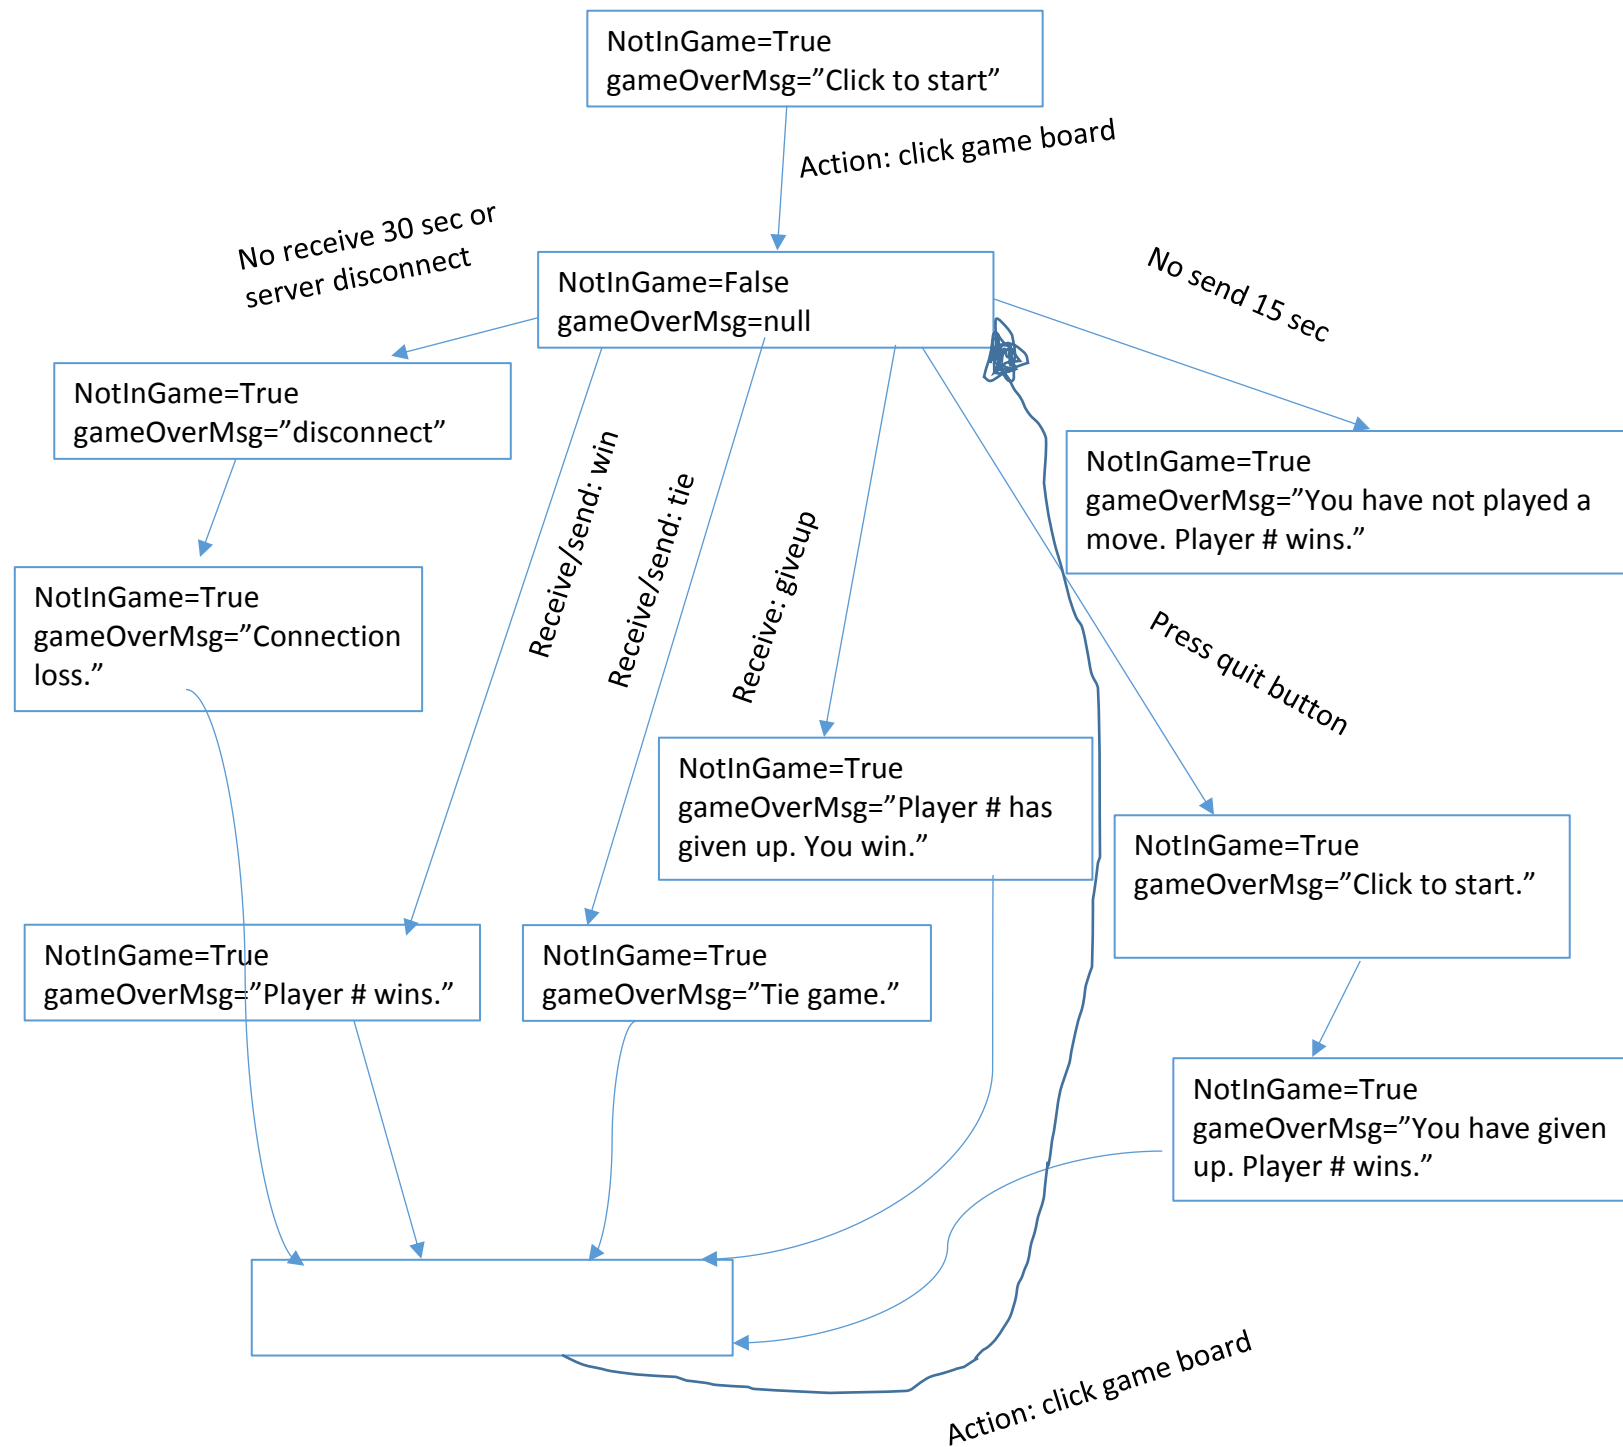 NotInGame=True
gameOverMsg=”Click to start”
Action: click game board
No receive 30 sec or
server disconnect
NotInGame=False
gameOverMsg=null
No send 15 sec
NotInGame=True
gameOverMsg=”disconnect”
NotInGame=True
gameOverMsg=”You have not played a
move. Player # wins.”
Receive/send: win
Receive/send: tie
Receive: giveup
NotInGame=True
gameOverMsg=”Connection
loss.”
Press quit button
NotInGame=True
gameOverMsg=”Player # has
given up. You win.”
NotInGame=True
gameOverMsg=”Click to start.”
NotInGame=True
gameOverMsg=”Player # wins.”
NotInGame=True
gameOverMsg=”Tie game.”
NotInGame=True
gameOverMsg=”You have given
up. Player # wins.”
Action: click game board